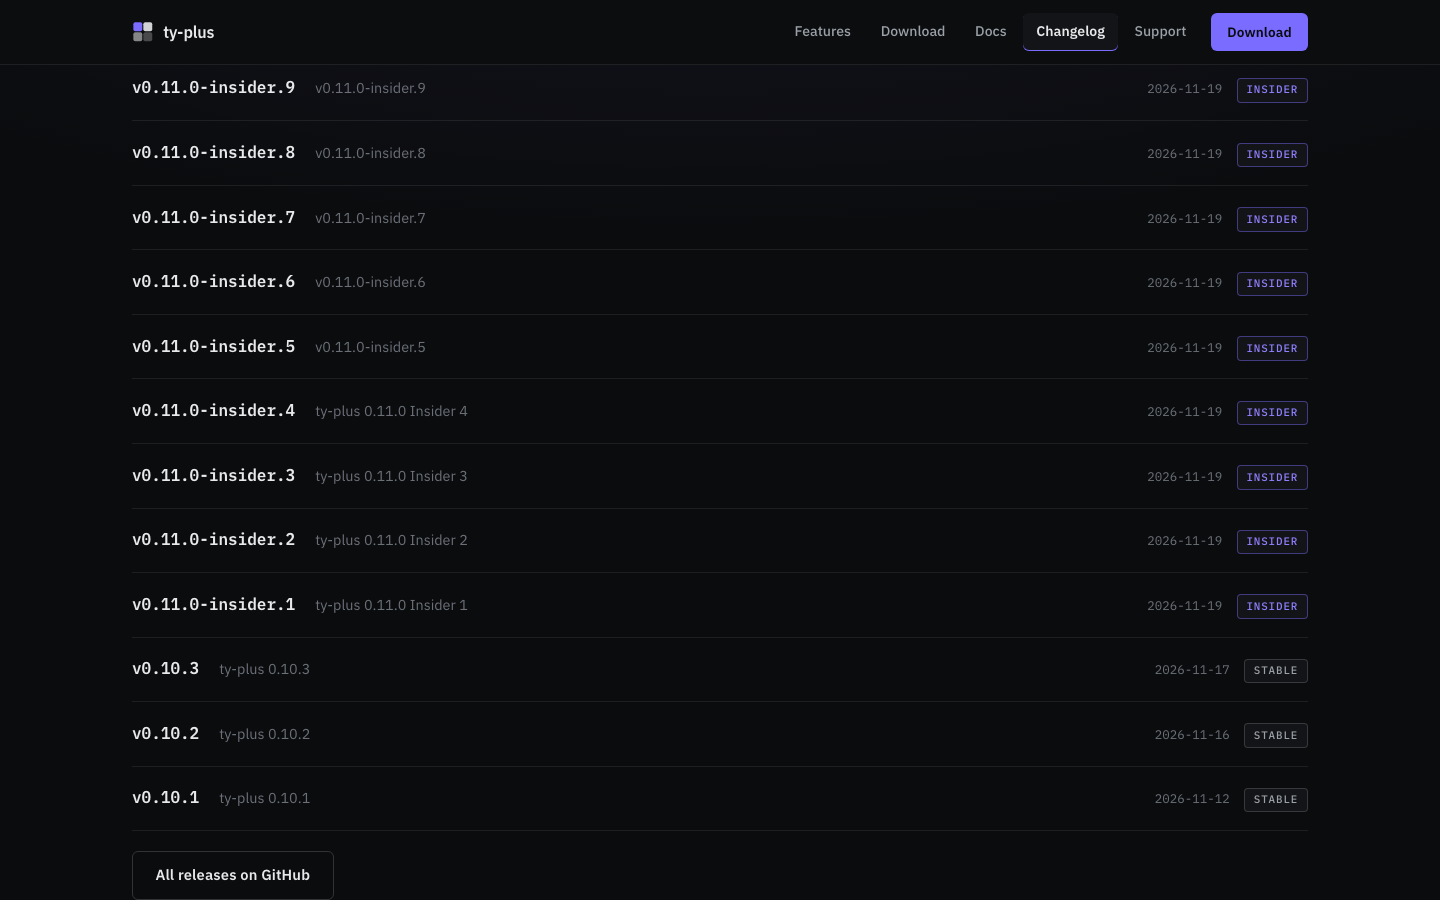 ty-plus Features Download Docs Changelog Support Download
v0.11.0-insider.9 v0.11.0-insider.9 2026-11-19 INSIDER
v0.11.0-insider.8 v0.11.0-insider.8 2026-11-19 INSIDER
v0.11.0-insider.7 v0.11.0-insider.7 2026-11-19 INSIDER
v0.11.0-insider.6 v0.11.0-insider.6 2026-11-19 INSIDER
v0.11.0-insider.5 v0.11.0-insider.5 2026-11-19 INSIDER
v0.11.0-insider.4 ty-plus 0.11.0 Insider 4 2026-11-19 INSIDER
v0.11.0-insider.3 ty-plus 0.11.0 Insider 3 2026-11-19 INSIDER
v0.11.0-insider.2 ty-plus 0.11.0 Insider 2 2026-11-19 INSIDER
v0.11.0-insider.1 ty-plus 0.11.0 Insider 1 2026-11-19 INSIDER
v0.10.3 ty-plus 0.10.3 2026-11-17 STABLE
v0.10.2 ty-plus 0.10.2 2026-11-16 STABLE
v0.10.1 ty-plus 0.10.1 2026-11-12 STABLE
All releases on GitHub